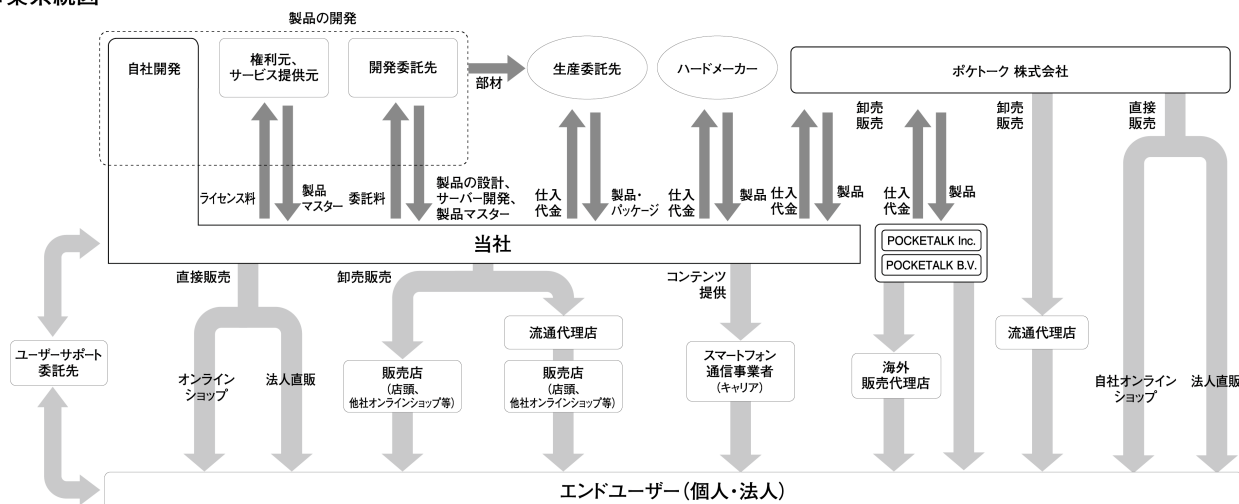 製品の開発
自社開発
権利元、
サービス提供元
開発委託先
部材
生産委託先
ハードメーカー
ポケトーク 株式会社
卸売
販売
卸売
販売
直接
販売
ライセンス料
製品
マスター
委託料
製品の設計、
サーバー開発、
製品マスター
仕入
代金
製品・
パッケージ
仕入
代金
製品
仕入
代金
製品
仕入
代金
製品
当社
POCKETALK Inc.
POCKETALK B.V.
直接販売
卸売販売
コンテンツ
提供
ユーザーサポート
委託先
オンライン
ショップ
法人直販
販売店
(店頭、
他社オンラインショップ等)
流通代理店
販売店
(店頭、
他社オンラインショップ等)
スマートフォン
通信事業者
(キャリア)
海外
販売代理店
流通代理店
自社オンライン
ショップ
法人直販
エンドユーザー(個人・法人)